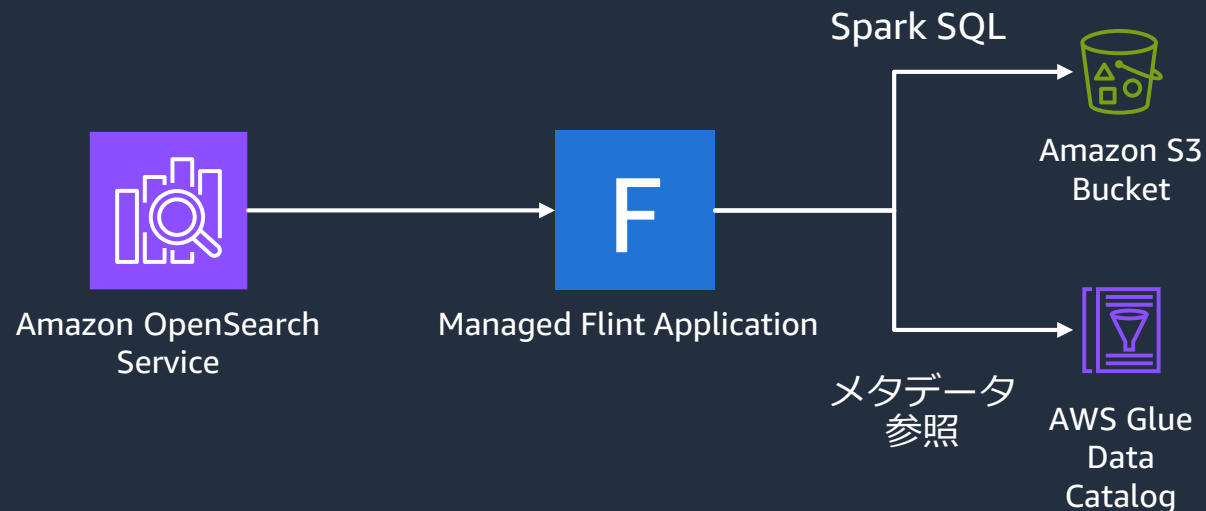 Spark SQL
Amazon S3
Bucket
F
Amazon OpenSearch
Service
Managed Flint Application
メタデータ
参照
AWS Glue
Data
Catalog